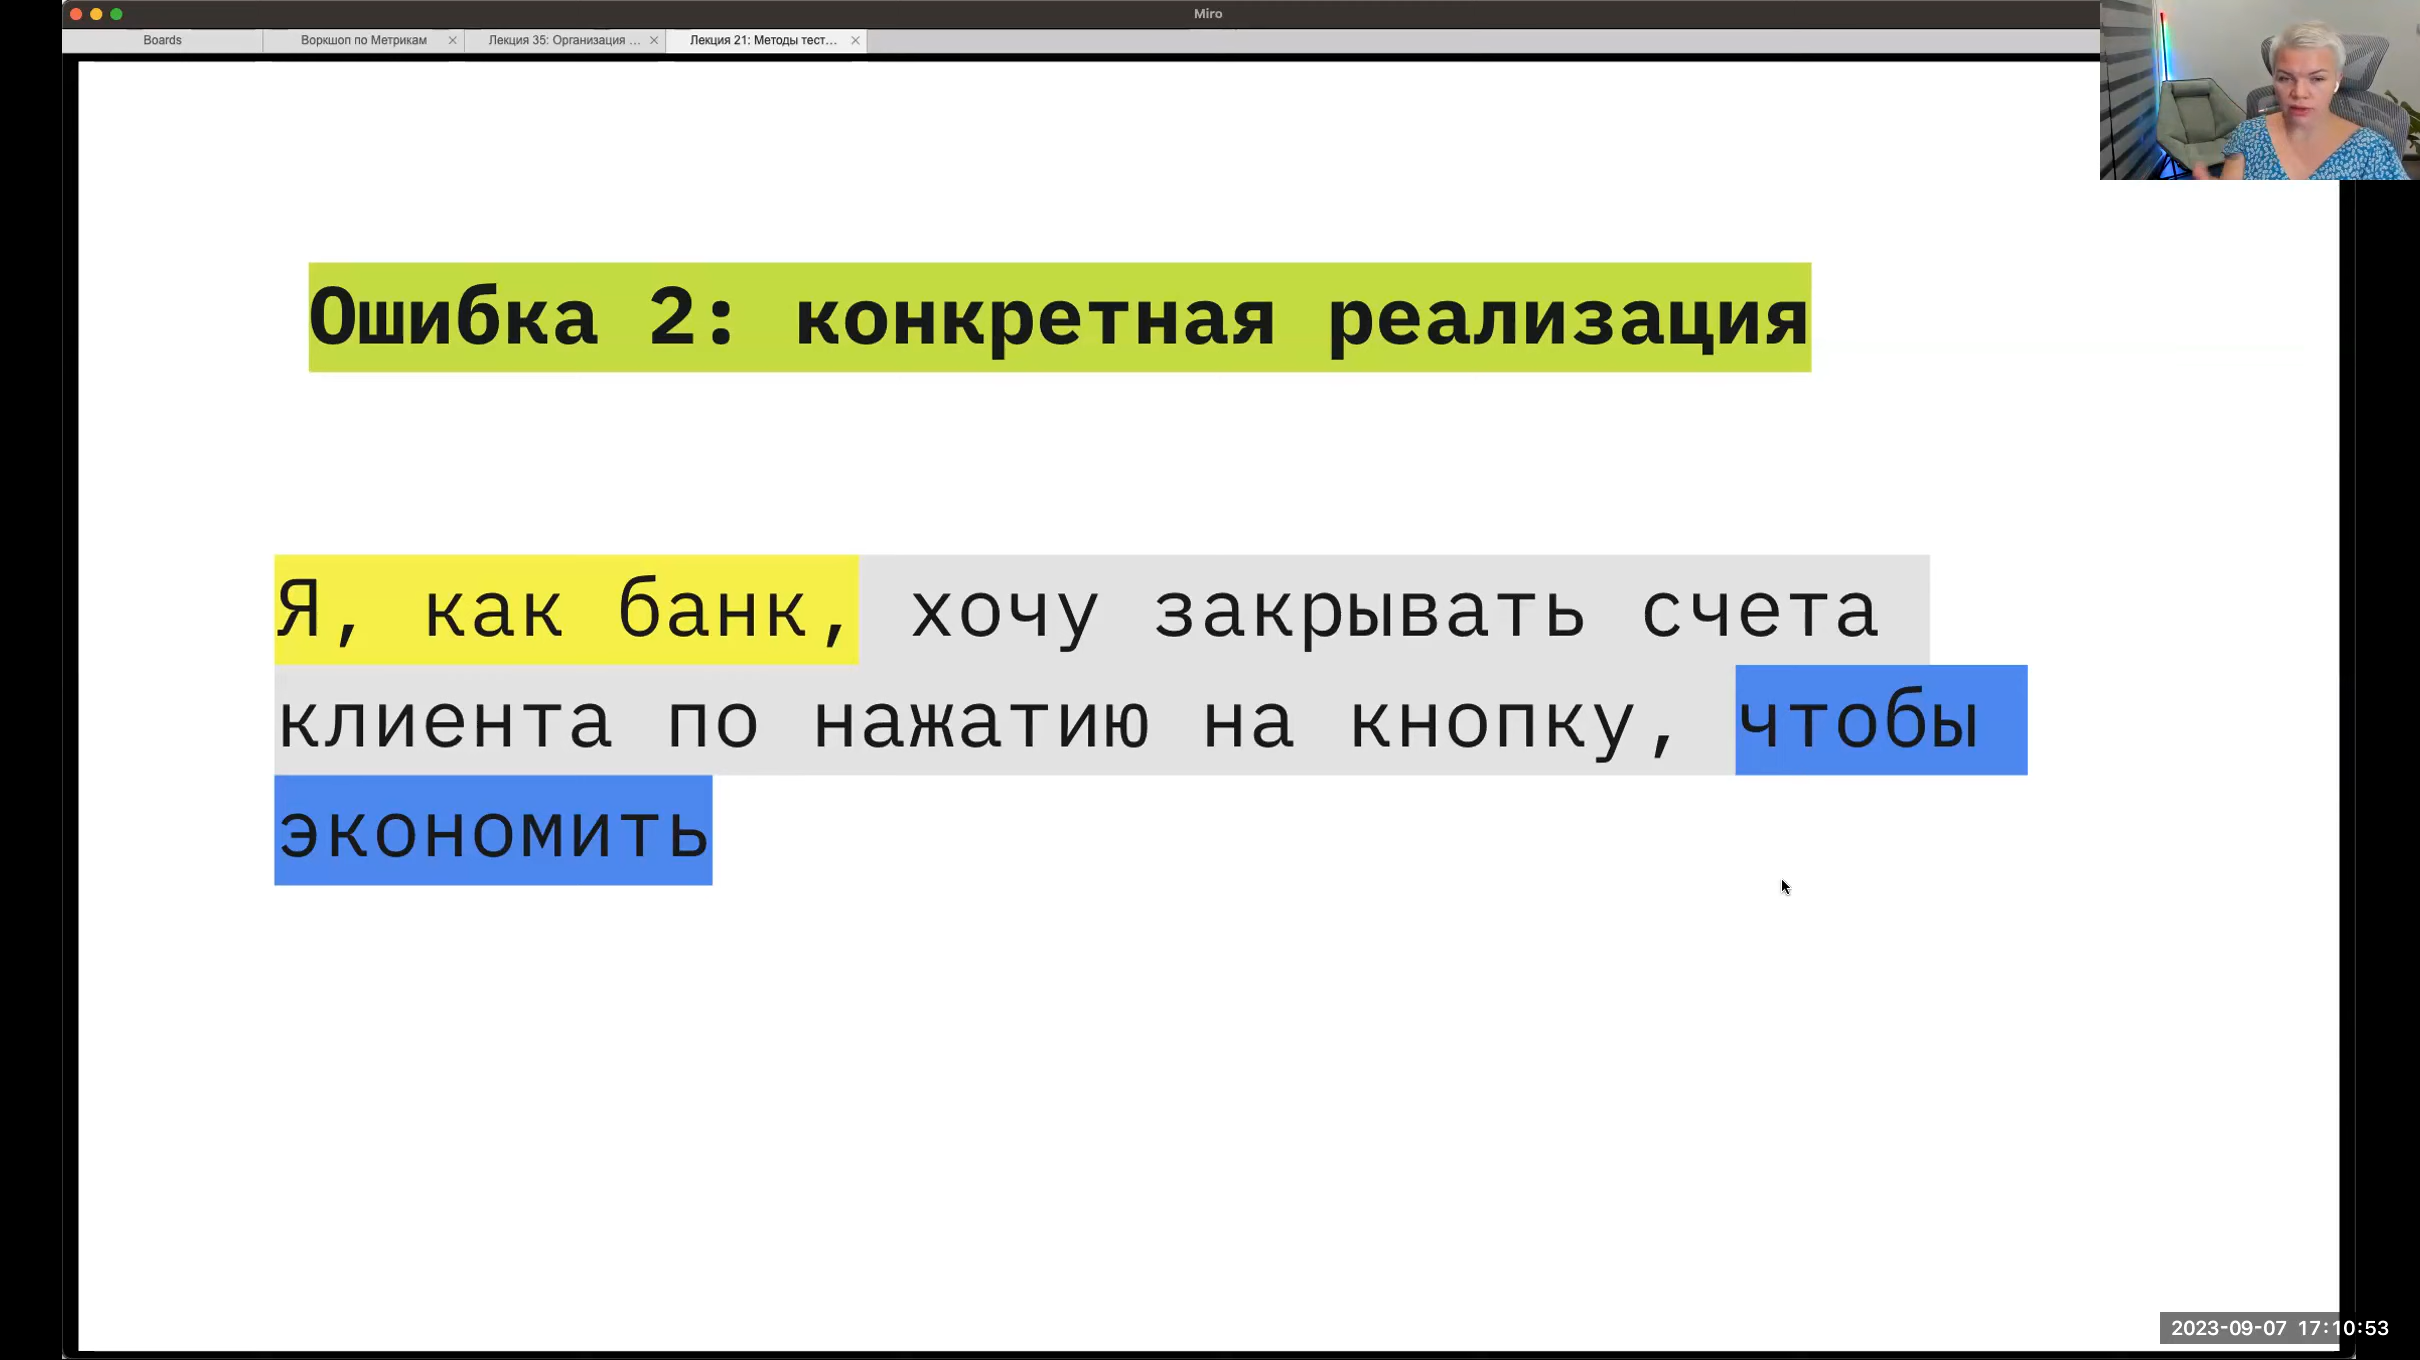 Miro
Boards
Воркшоп по Метрикам
Лекция 35: Организация ...
Лекция 21: Методы тест...
Ошибка 2: конкретная реализация
Я, как банк, хочу закрывать счета
клиента по нажатию на кнопку, чтобы
экономить
2023-09-07 17:10:53